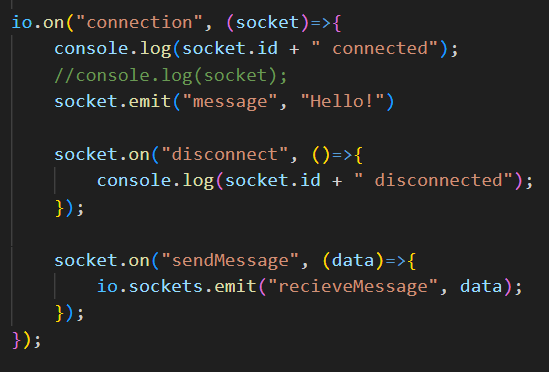 io.on("connection", (socket)=>{
console.log(socket.id + " connected");
//console.log(socket);
socket.emit("message", "Hello!")
socket.on("disconnect", ()=>{
console.log(socket.id + " disconnected");
});
socket.on("sendMessage", (data)=>{
io.sockets.emit("recieveMessage", data);
});
});